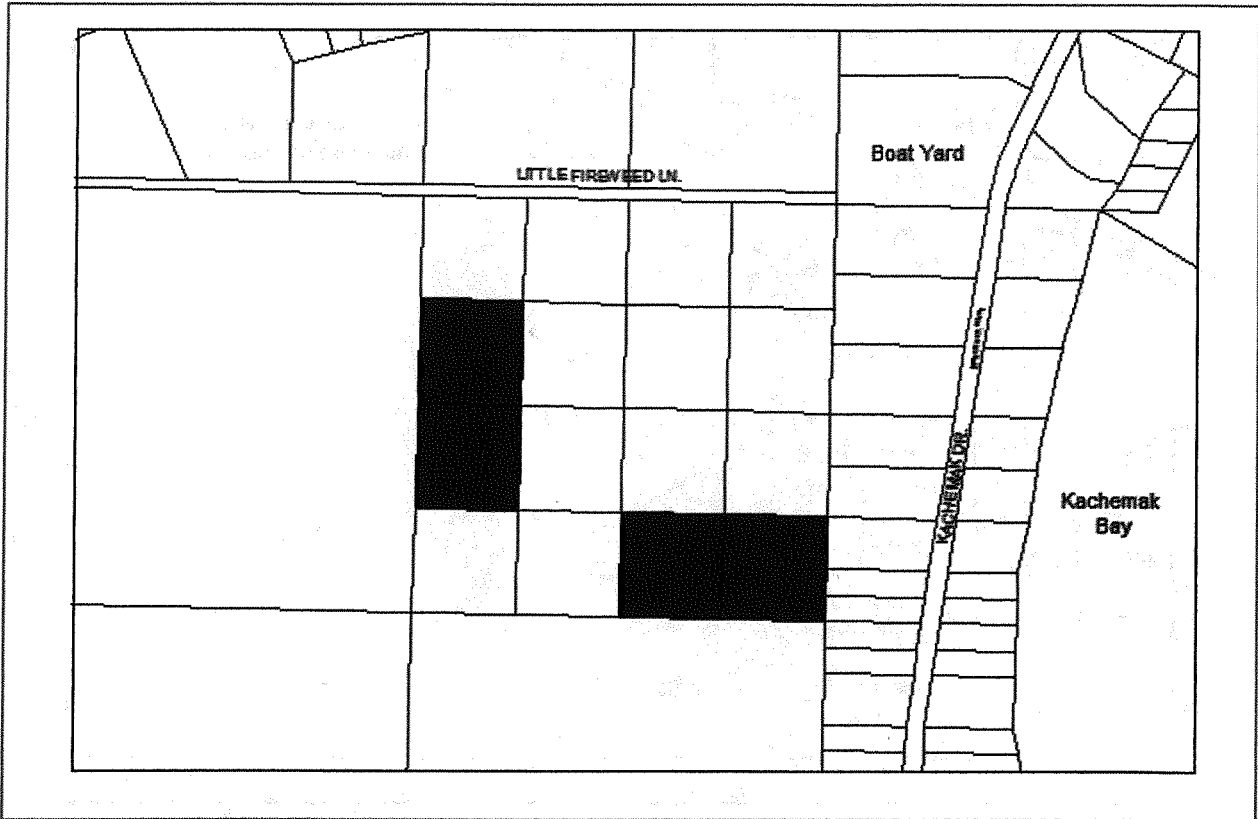 Boat Yard
LITTLE FIREWEED LN.
KACHEMAK DR.
Kachemak
Bay